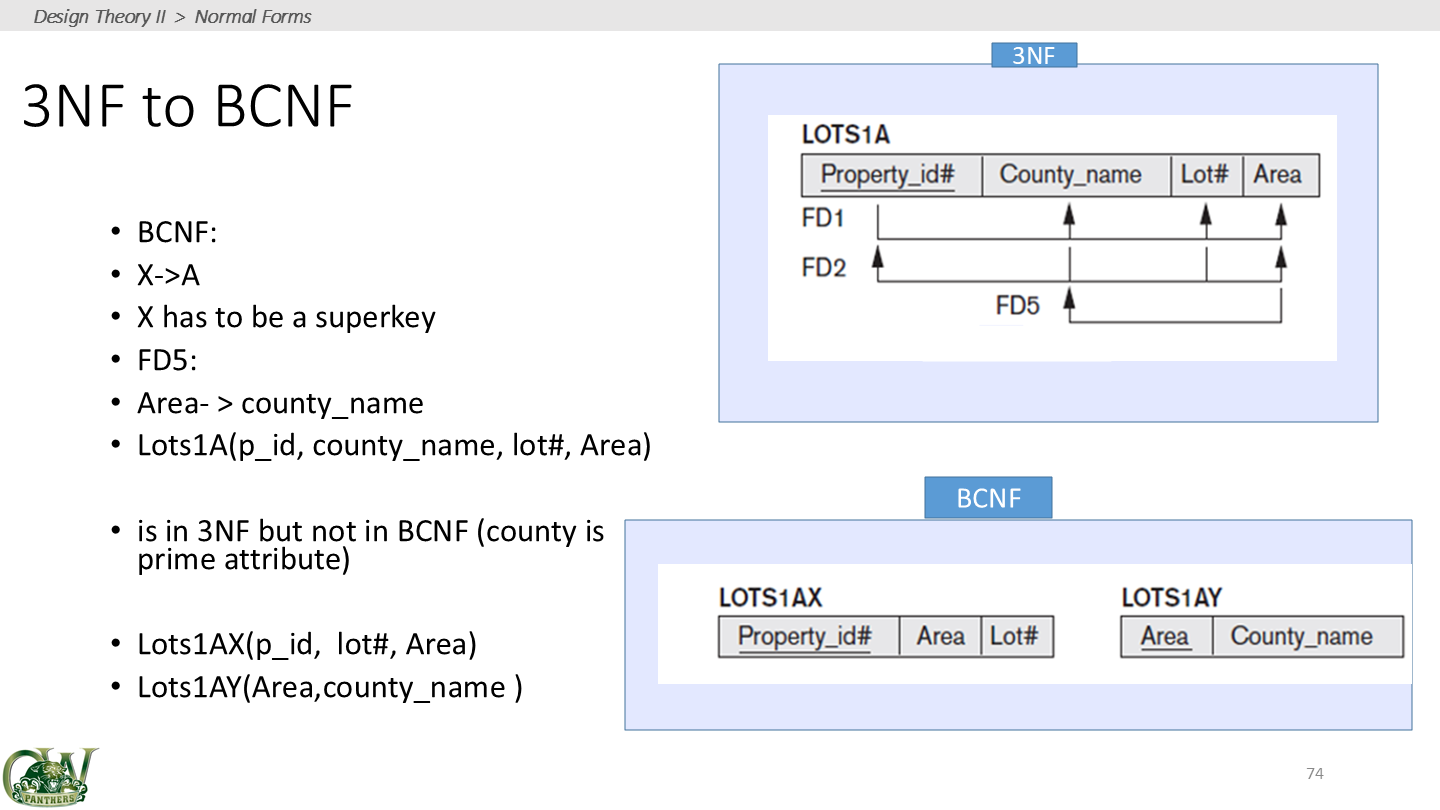 Design Theory II > Normal Forms
3NF to BCNF
• BCNF:
• X->A
• X has to be a superkey
• FD5:
• Area- > county_name
• Lots1A(p_id, county_name, lot#, Area)
• is in 3NF but not in BCNF (county is
prime attribute)
• Lots1AX(p_id, lot#, Area)
• Lots1AY(Area,county_name )
3NF
LOTS1A
Property_id# County_name Lot# Area
FD1
FD2
FD5
BCNF
LOTS1AX
Property_id# Area Lot#
LOTS1AY
Area County_name
OW
PANTHERS
74